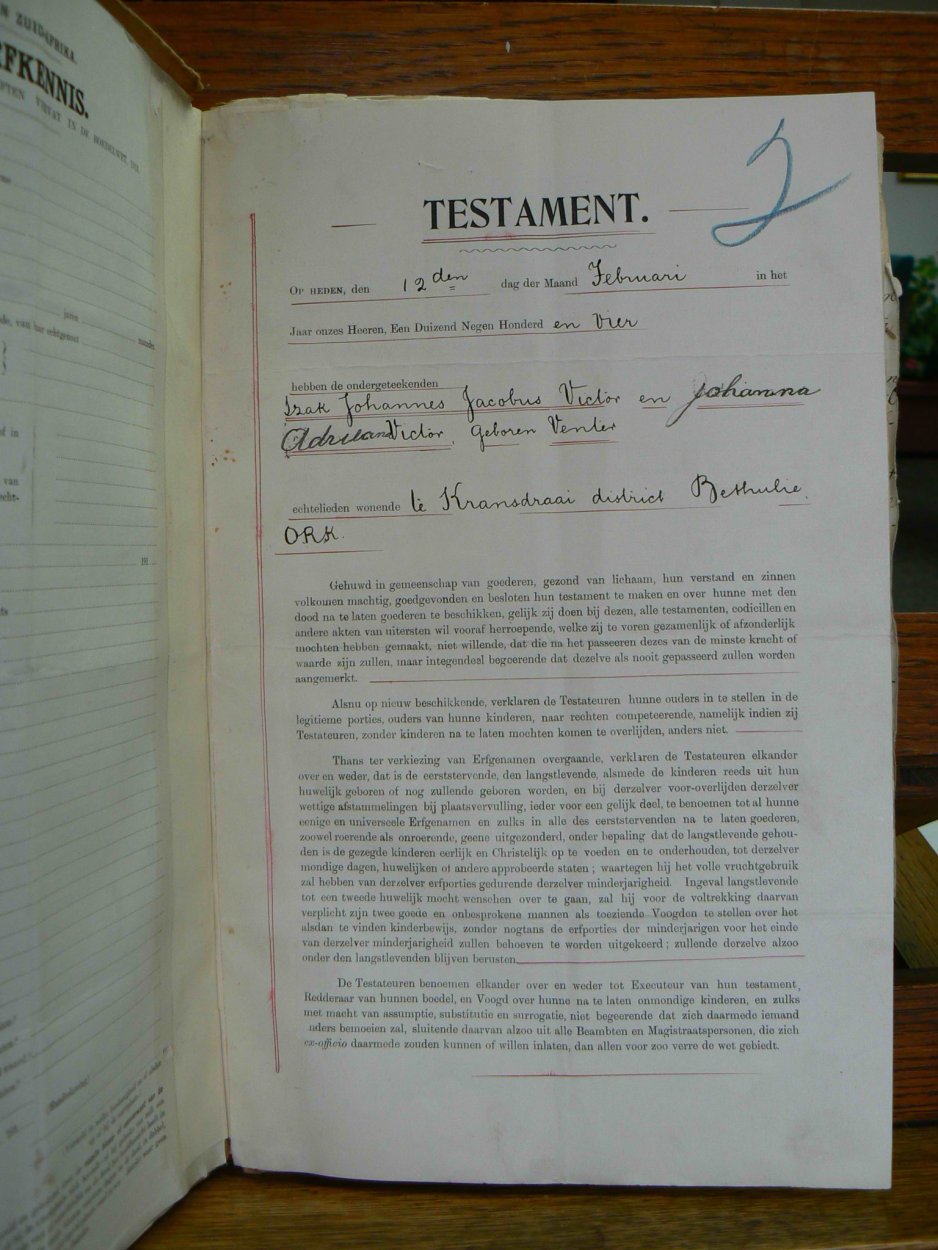 N ZUID-AFRIKA
RFKENNIS.
IFTEN VERVAT IN DE BOEDELWET, 1913.
jaren
de, van har echtgenoot
maanden
of in
van
echt-
191
2
TESTAMENT.
OP HEDEN, den 12den dag der Maand Februari in het
Jaar onzes Heeren, Een Duizend Negen Honderd en Vier
hebben de ondergeteekenden
Izak Johannes Jacobus Victor en Johanna
Adriana Victor, Geboren Venter
echtelieden wonende te Kransdraai district Bethulie
ORK.
Gehuwd in gemeenschap van goederen, gezond van lichaam, hun verstand en zinnen
volkomen machtig, goedgevonden en besloten hun testament te maken en over hunne met den
dood na te laten goederen te beschikken, gelijk zij doen bij dezen, alle testamenten, codicillen en
andere akten van uitersten wil vooraf herroepende, welke zij te voren gezamenlijk of afzonderlijk
mochten hebben gemaakt, niet willende, dat die na het passeeren dezes van de minste kracht of
waarde zijn zullen, maar integendeel begeerende dat dezelve als nooit gepasseerd zullen worden
aangemerkt.
Alsnu op nieuw beschikkende, verklaren de Testateuren hunne ouders in te stellen in de
legitieme porties, ouders van hunne kinderen, naar rechten competeerende, namelijk indien zij
Testateuren, zonder kinderen na te laten mochten komen te overlijden, anders niet.
Thans ter verkiezing van Erfgenamen overgaande, verklaren de Testateuren elkander
over en weder, dat is de eerststervende, den langstlevende, alsmede de kinderen reeds uit hun
huwelijk geboren of nog zullende geboren worden, en bij derzelver voor-overlijden derzelver
wettige afstammelingen bij plaatsvervulling, ieder voor een gelijk deel, te benoemen tot al hunne
eenige en universeele Erfgenamen en zulks in alle des eerststervenden na te laten goederen,
zoowel roerende als onroerende, geene uitgezonderd, onder bepaling dat de langstlevende gehou-
den is de gezegde kinderen eerlijk en Christelijk op te voeden en te onderhouden, tot derzelver
mondige dagen, huwelijken of andere approbeerde staten ; waartegen hij het volle vruchtgebruik
zal hebben van derzelver erfporties gedurende derzelver minderjarigheid. Ingeval langstlevende
tot een tweede huwelijk mocht wenschen over te gaan, zal hij voor de voltrekking daarvan
verplicht zijn twee goede en onbesprokene mannen als toeziende Voogden te stellen over het
alsdan te vinden kinderbewijs, zonder nogtans de erfporties der minderjarigen voor het einde
van derzelver minderjarigheid zullen behoeven te worden uitgekeerd ; zullende derzelve alzoo
onder den langstlevenden blijven berusten
De Testateuren benoemen elkander over en weder tot Executeur van hun testament,
Redderaar van hunnen boedel, en Voogd over hunne na te laten onmondige kinderen, en zulks
met macht van assumptie, substitutie en surrogatie, niet begeerende dat zich daarmede iemand
nders bemoeien zal, sluitende daarvan alzoo uit alle Beambten en Magistraatspersonen, die zich
ex-officio daarmede zouden kunnen of willen inlaten, dan allen voor zoo verre de wet gebiedt.